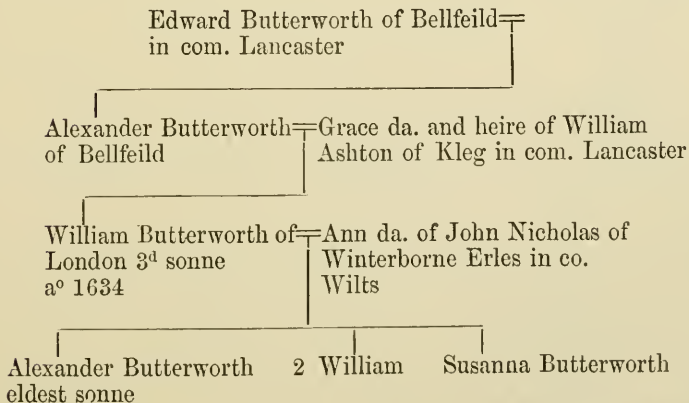 Edward Butterworth of Bellfeild
in com. Lancaster
Alexander Butterworth
of Bellfeild
Grace da. and heire of William
Ashton of Kleg in com. Lancaster
William Butterworth of
London 3d sonne
aº 1634
Ann da. of John Nicholas of
Winterborne Erles in co.
Wilts
Alexander Butterworth
eldest sonne
2 William
Susanna Butterworth